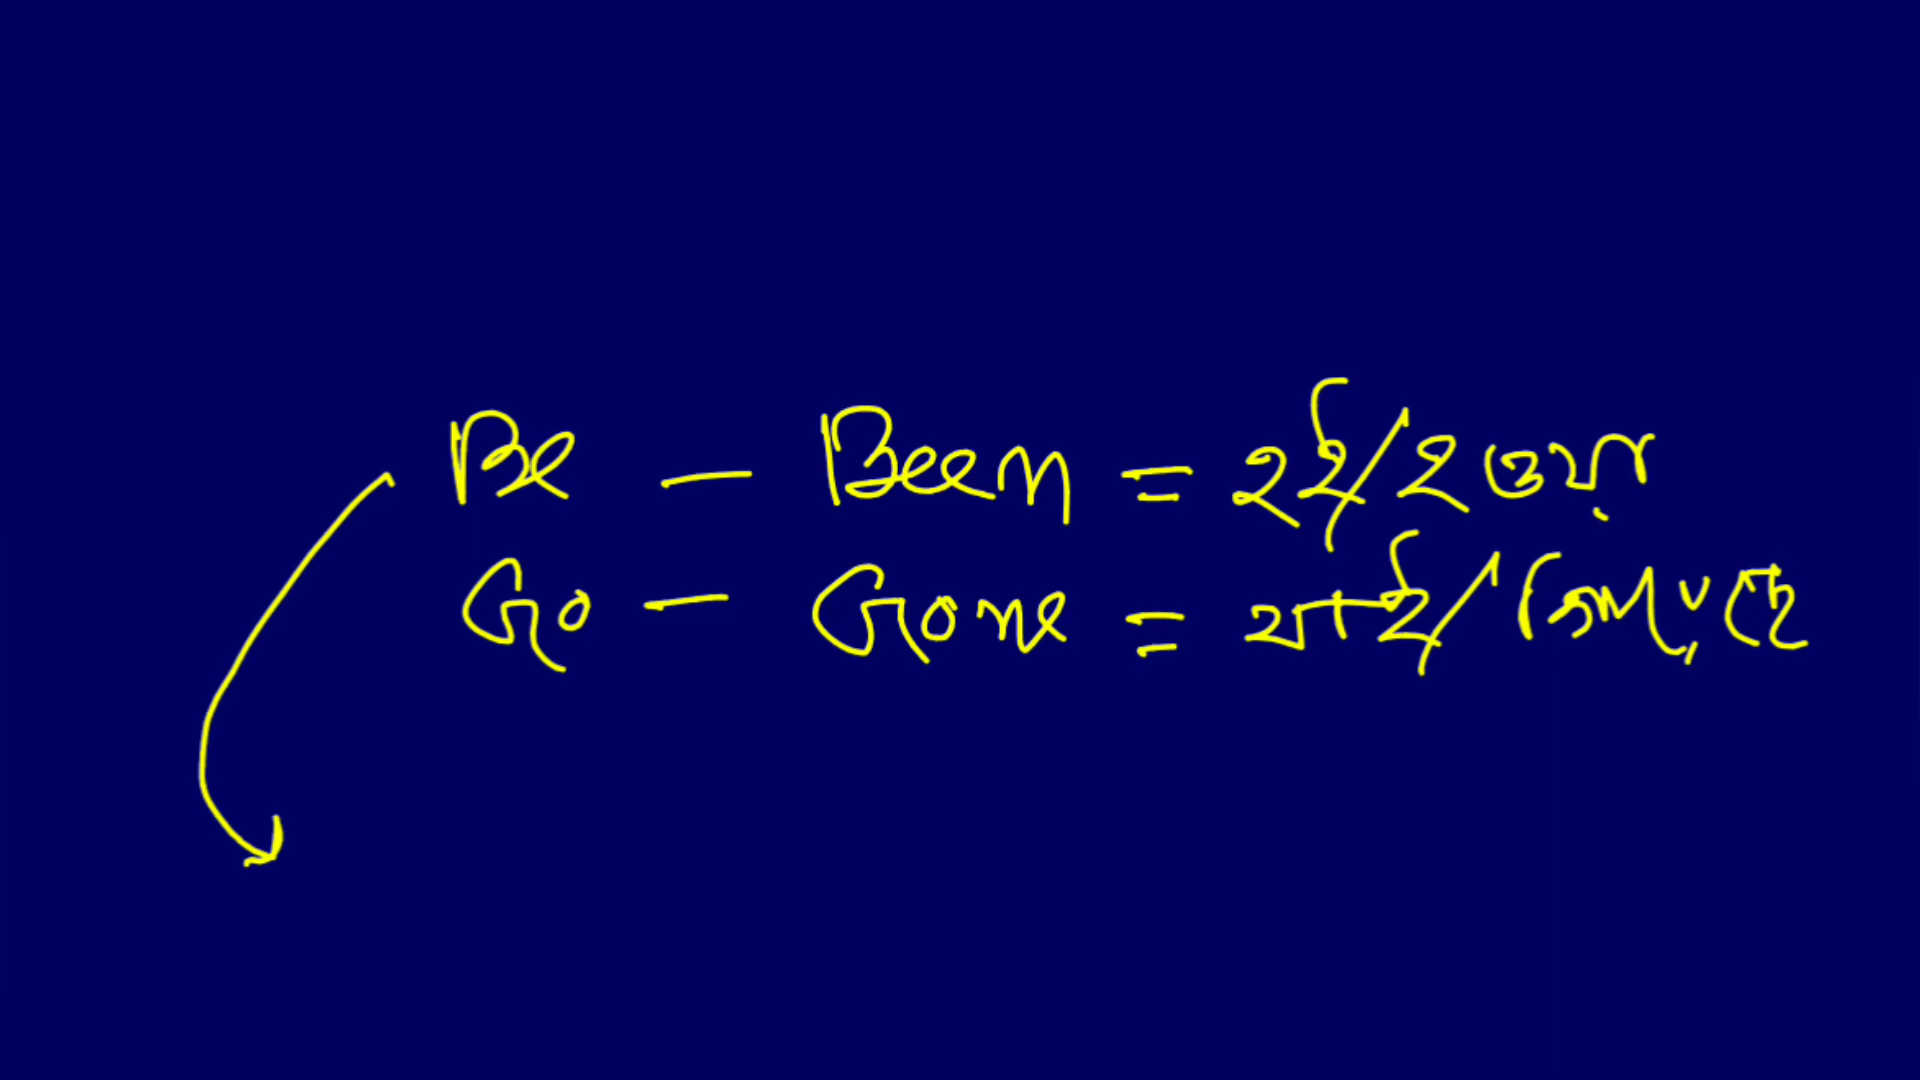 Be — Been = হই/হওয়া
Go — Gone = যাই/গিয়েছে